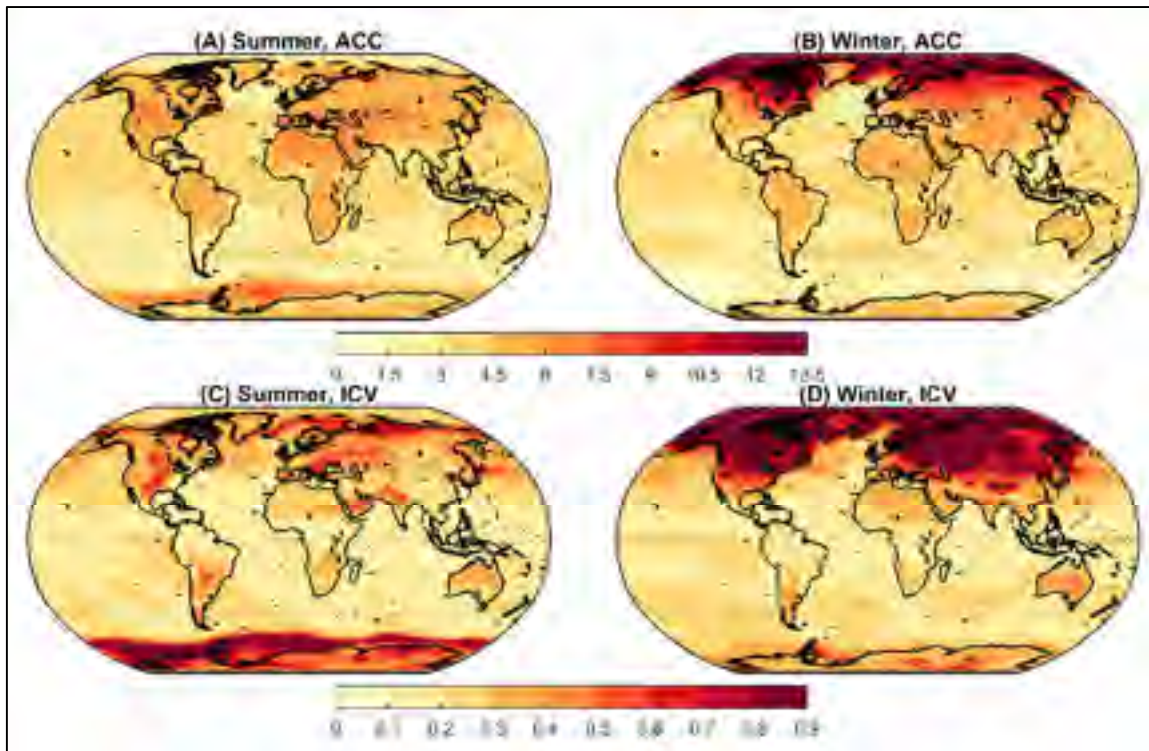 (A) Summer, ACC
(B) Winter, ACC
0 1.5 3 4.5 6 7.5 9 10.5 12 13.5
(C) Summer, ICV
(D) Winter, ICV
0 0.1 0.2 0.3 0.4 0.5 0.6 0.7 0.8 0.9